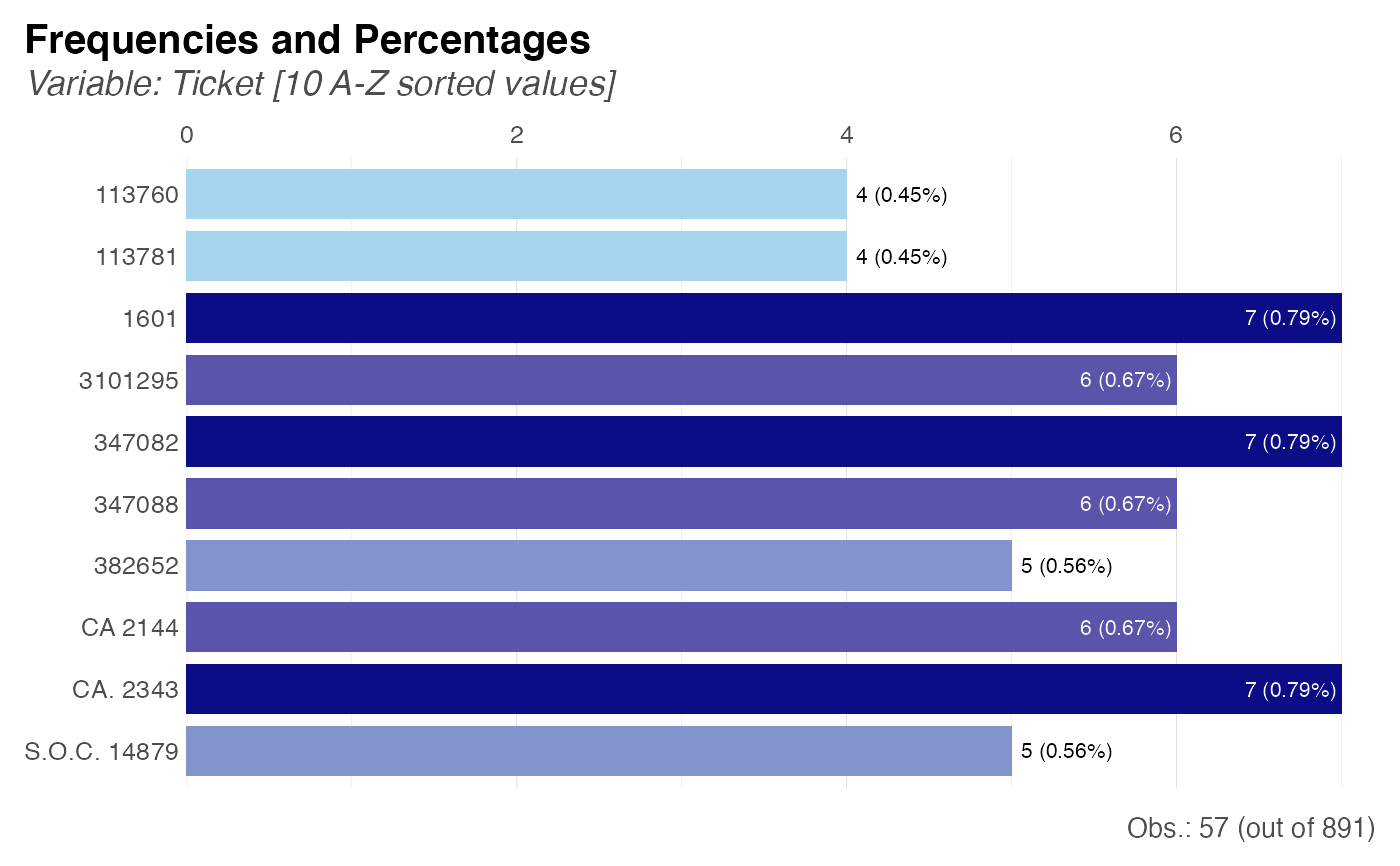 Frequencies and Percentages
Variable: Ticket [10 A-Z sorted values]
0 2 4 6
113760 4 (0.45%)
113781 4 (0.45%)
1601 7 (0.79%)
3101295 6 (0.67%)
347082 7 (0.79%)
347088 6 (0.67%)
382652 5 (0.56%)
CA 2144 6 (0.67%)
CA. 2343 7 (0.79%)
S.O.C. 14879 5 (0.56%)
Obs.: 57 (out of 891)